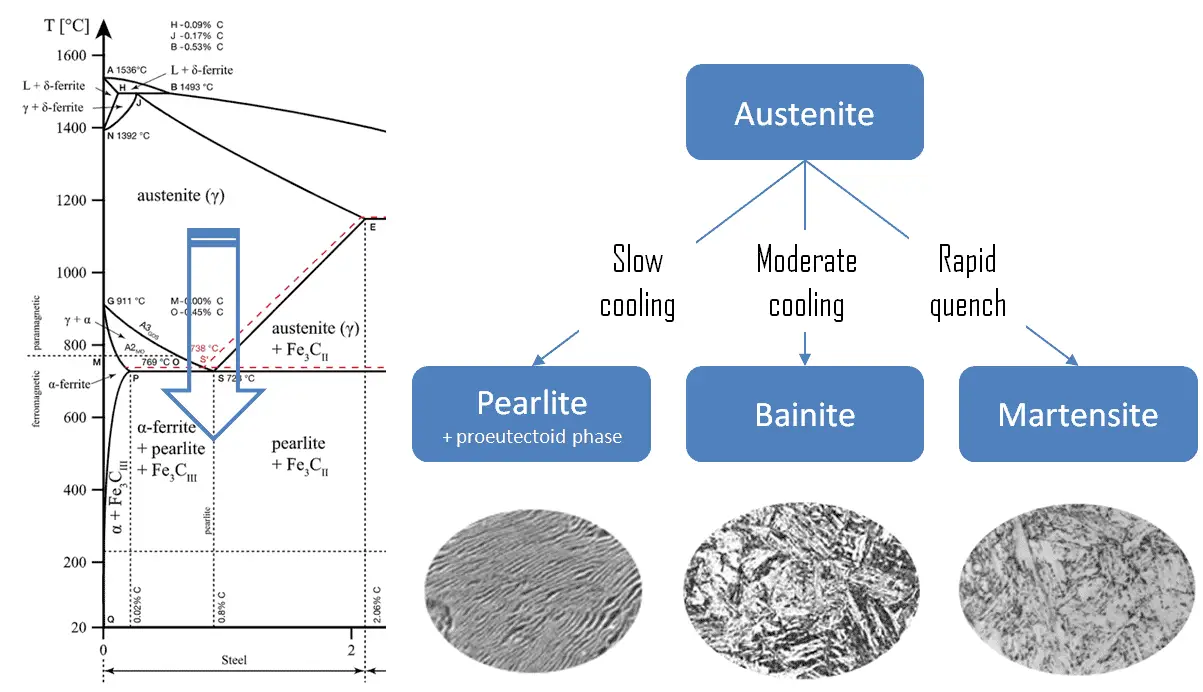 T [°C]
H -0.09% C
J -0.17% C
B -0.53% C
1600
A 1536°C
L + δ-ferrite
L + δ-ferrite
H
B 1493 °C
J
γ + δ-ferrite
1400
N 1392 °C
austenite (γ)
1200
E
1000
G 911 °C
M -0.00% C
O -0.45% C
γ + α
A3
A2
austenite (γ)
+ Fe3CII
800
738 °C
S'
M
769 °C O
P
S 723 °C
α-ferrite
paramagnetic
ferromagnetic
600
α-ferrite
+ pearlite
+ Fe3CIII
pearlite
+ Fe3CII
α + Fe3CIII
400
pearlite
200
Q
0.02% C
0.8% C
2.06% C
20
0
2
Steel
Austenite
Slow
cooling
Moderate
cooling
Rapid
quench
Pearlite
+ proeutectoid phase
Bainite
Martensite